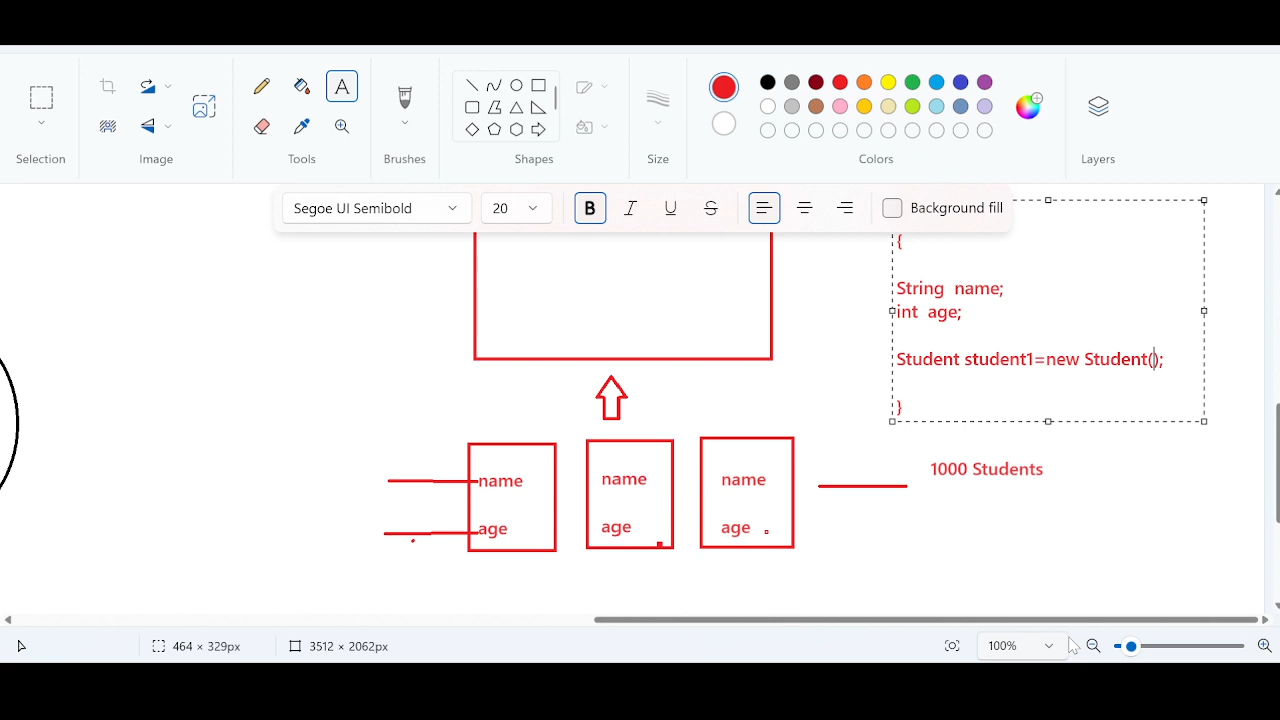 Selection
Image
Tools
Brushes
Shapes
Size
Colors
Layers
A
Segoe UI Semibold
20
B
I
U
S
Background fill
{
String name;
int age;
Student student1=new Student();
}
name
age
name
age
name
age
1000 Students
464 × 329px
3512 × 2062px
100%